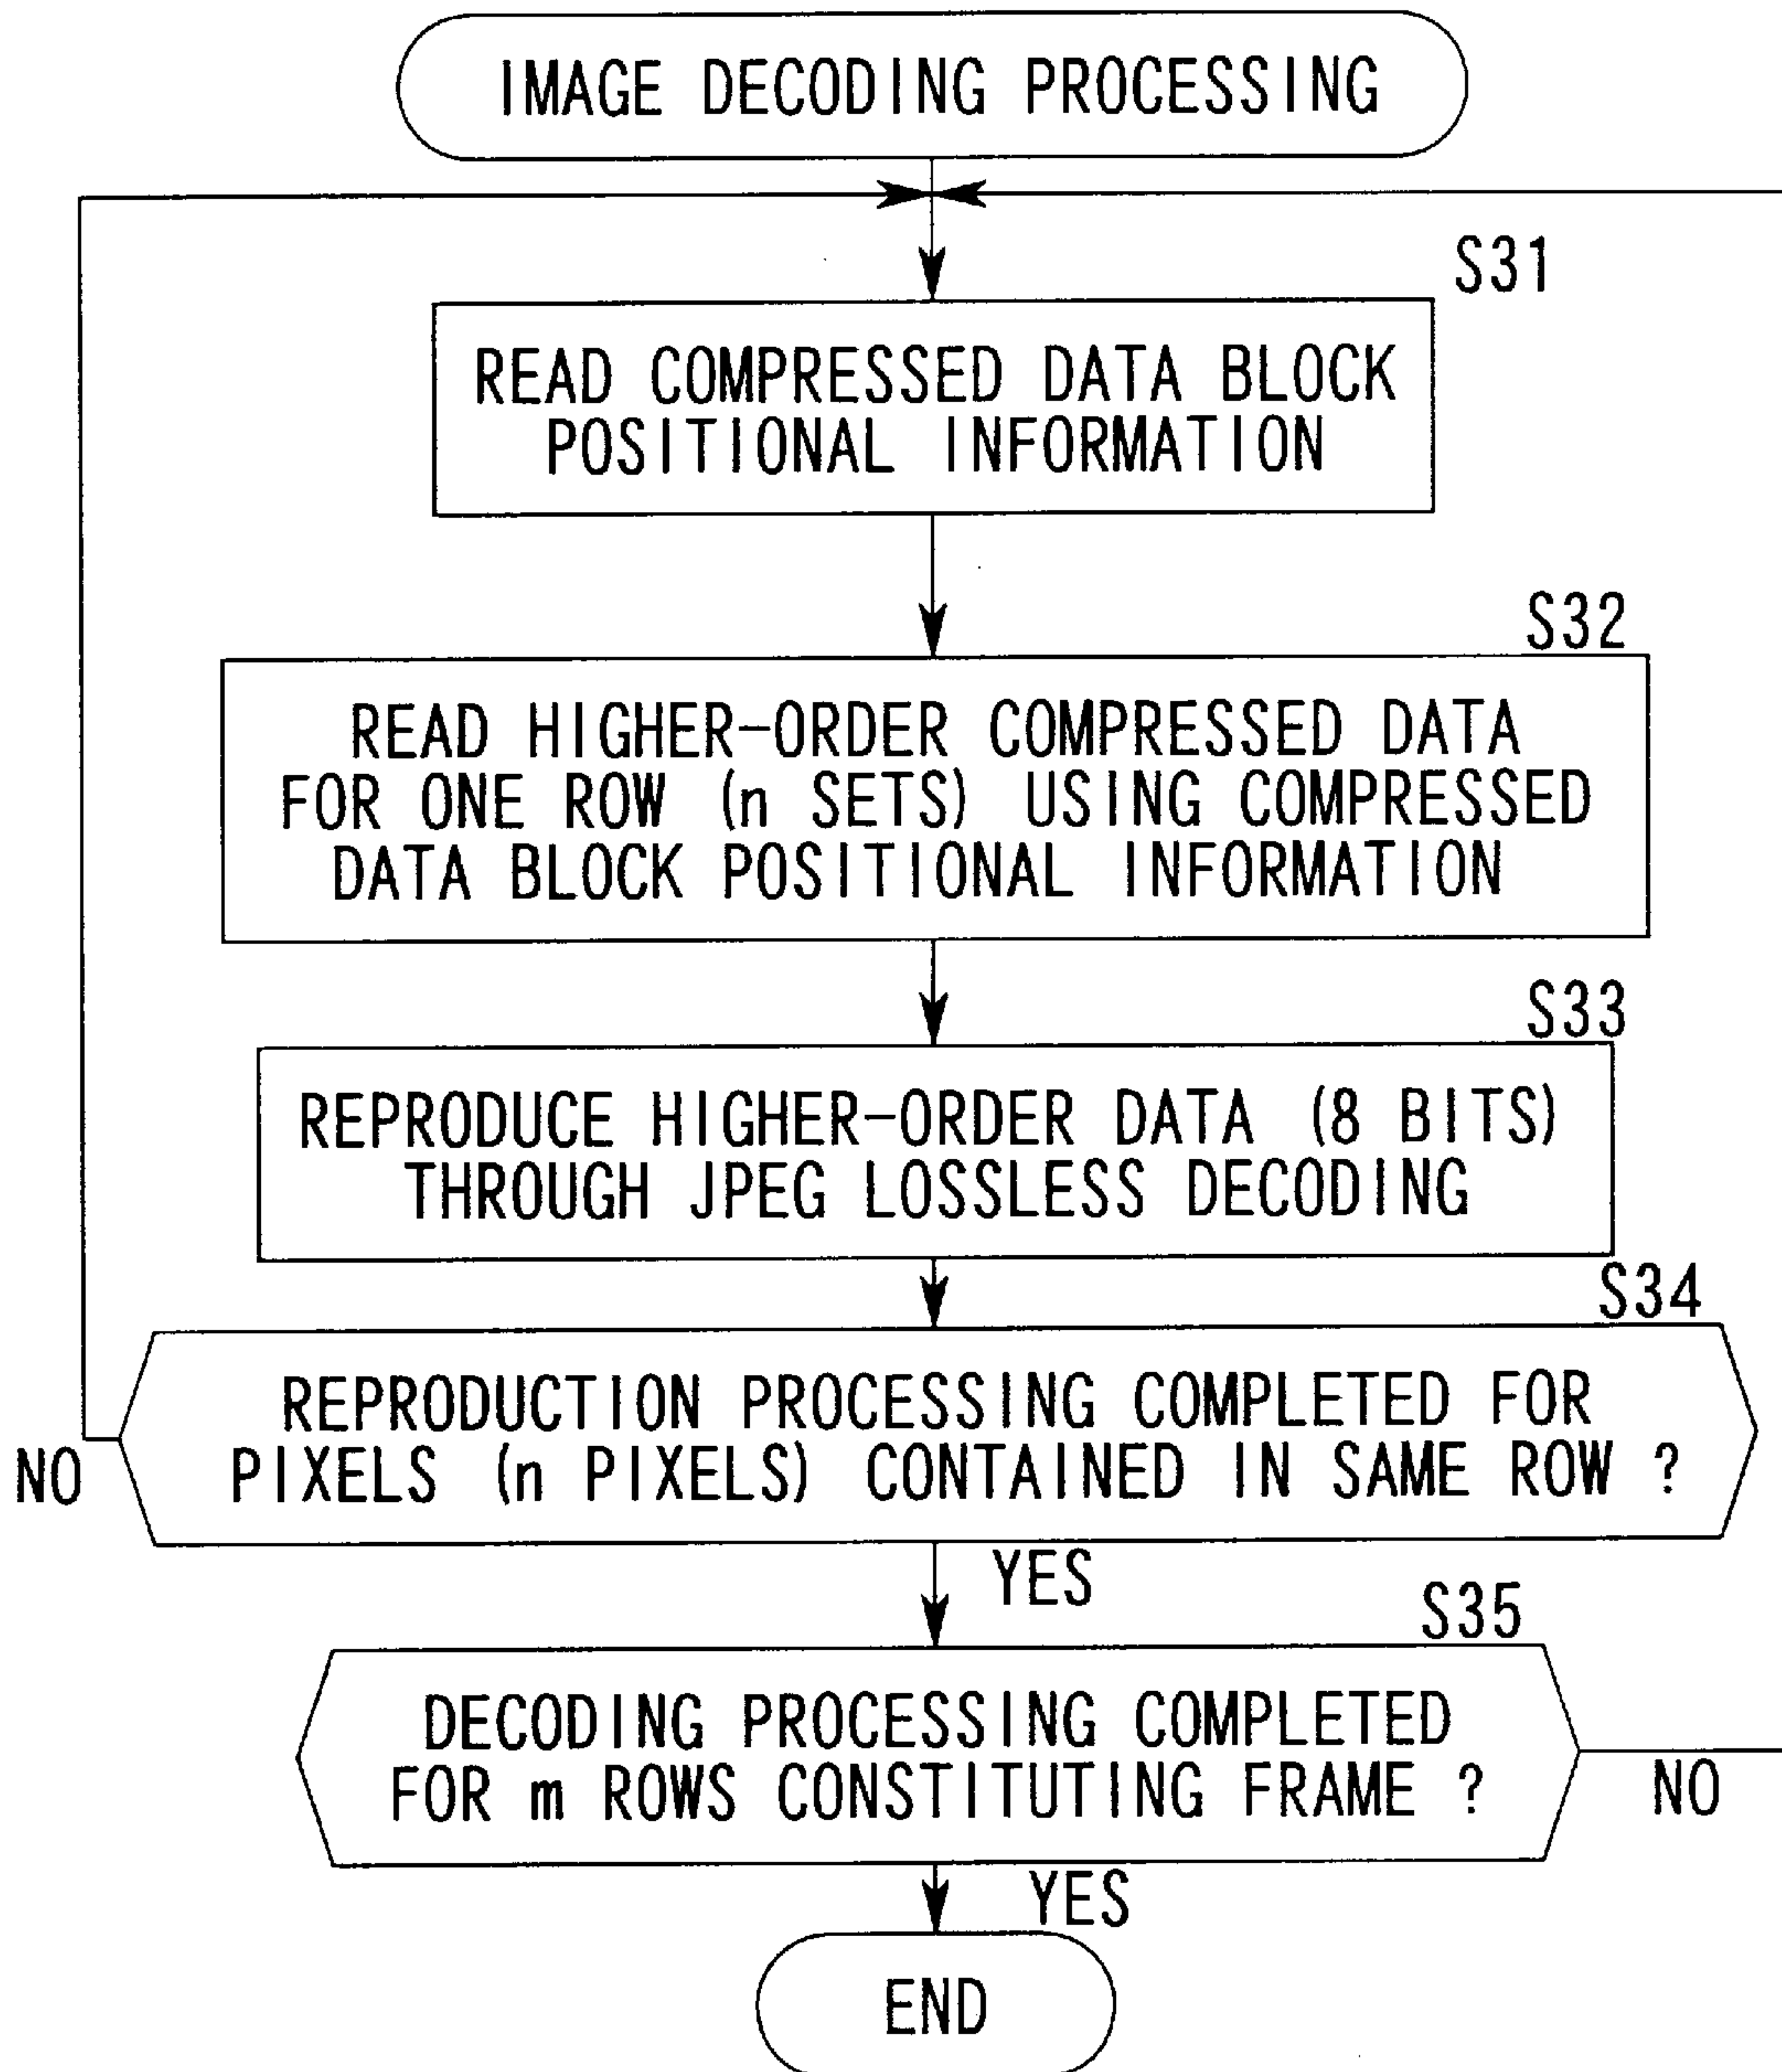 IMAGE DECODING PROCESSING
S31
READ COMPRESSED DATA BLOCK
POSITIONAL INFORMATION
S32
READ HIGHER-ORDER COMPRESSED DATA
FOR ONE ROW (n SETS) USING COMPRESSED
DATA BLOCK POSITIONAL INFORMATION
S33
REPRODUCE HIGHER-ORDER DATA (8 BITS)
THROUGH JPEG LOSSLESS DECODING
S34
REPRODUCTION PROCESSING COMPLETED FOR
PIXELS (n PIXELS) CONTAINED IN SAME ROW ?
NO
YES
S35
DECODING PROCESSING COMPLETED
FOR m ROWS CONSTITUTING FRAME ?
NO
YES
END